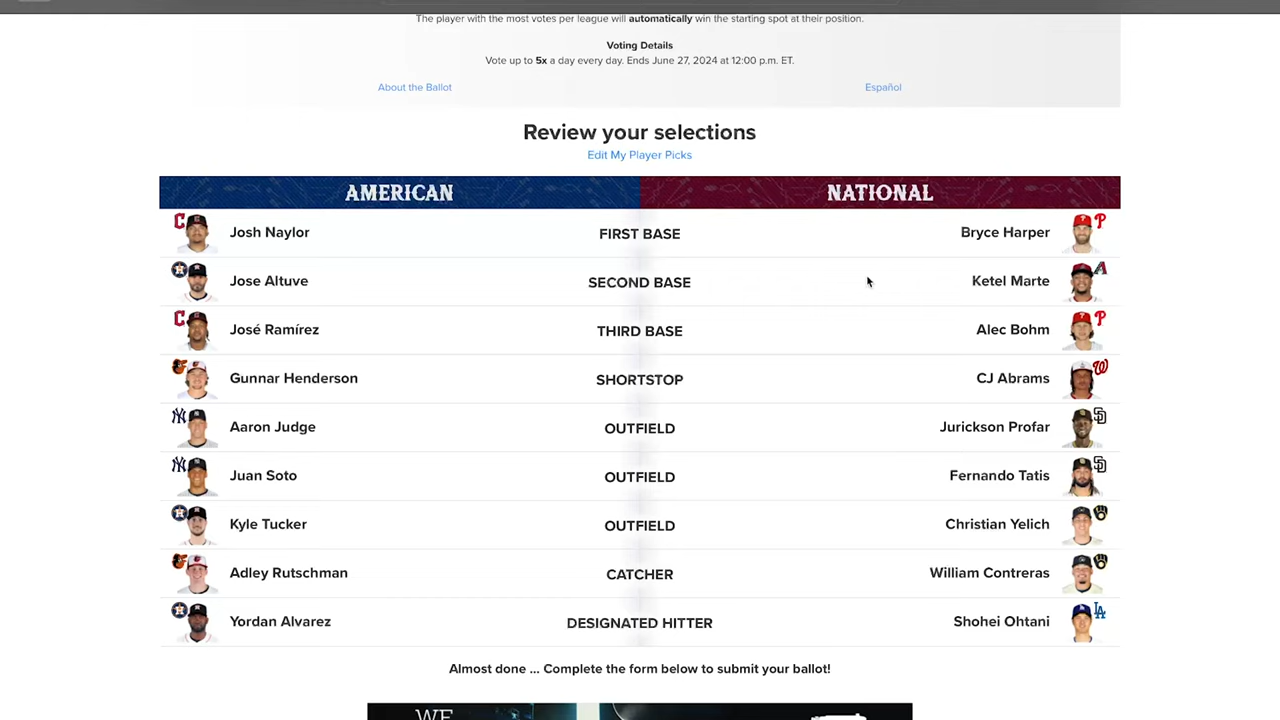 The player with the most votes per league will automatically win the starting spot at their position.
Voting Details
Vote up to 5x a day every day. Ends June 27, 2024 at 12:00 p.m. ET.
About the Ballot Español
Review your selections
Edit My Player Picks
AMERICAN NATIONAL
Josh Naylor FIRST BASE Bryce Harper
Jose Altuve SECOND BASE Ketel Marte
José Ramírez THIRD BASE Alec Bohm
Gunnar Henderson SHORTSTOP CJ Abrams
Aaron Judge OUTFIELD Jurickson Profar
Juan Soto OUTFIELD Fernando Tatis
Kyle Tucker OUTFIELD Christian Yelich
Adley Rutschman CATCHER William Contreras
Yordan Alvarez DESIGNATED HITTER Shohei Ohtani
Almost done ... Complete the form below to submit your ballot!
WE